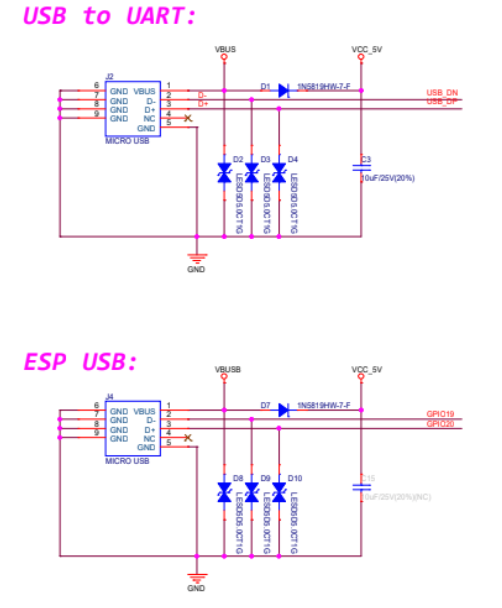 USB to UART:
VBUS
VCC_5V
J2
D1
1N5819HW-7-F
6 GND VBUS 1
7 GND D- 2 D-
8 GND D+ 3 D+
9 GND NC 4
GND 5
MICRO USB
USB_DN
USB_DP
D2
D3
D4
LESD5D5.0CT1G
LESD5D5.0CT1G
LESD5D5.0CT1G
C3
10uF/25V(20%)
GND
ESP USB:
VBUSB
VCC_5V
J4
D7
1N5819HW-7-F
6 GND VBUS 1
7 GND D- 2
8 GND D+ 3
9 GND NC 4
GND 5
MICRO USB
GPIO19
GPIO20
D8
D9
D10
LESD5D5.0CT1G
LESD5D5.0CT1G
LESD5D5.0CT1G
C15
10uF/25V(20%)(NC)
GND